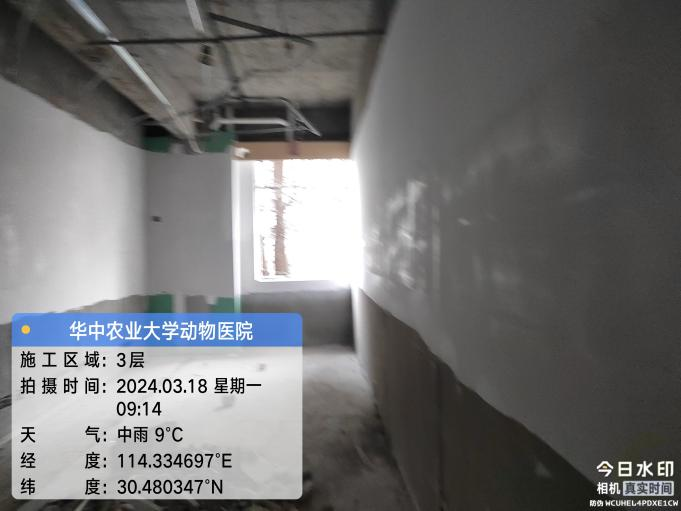 华中农业大学动物医院
施工区域：3层
拍摄时间：2024.03.18 星期一
09:14
天气：中雨 9°C
经度：114.334697°E
纬度：30.480347°N
今日水印
相机真实时间
防伪 WCUHEL4PDXE1CW